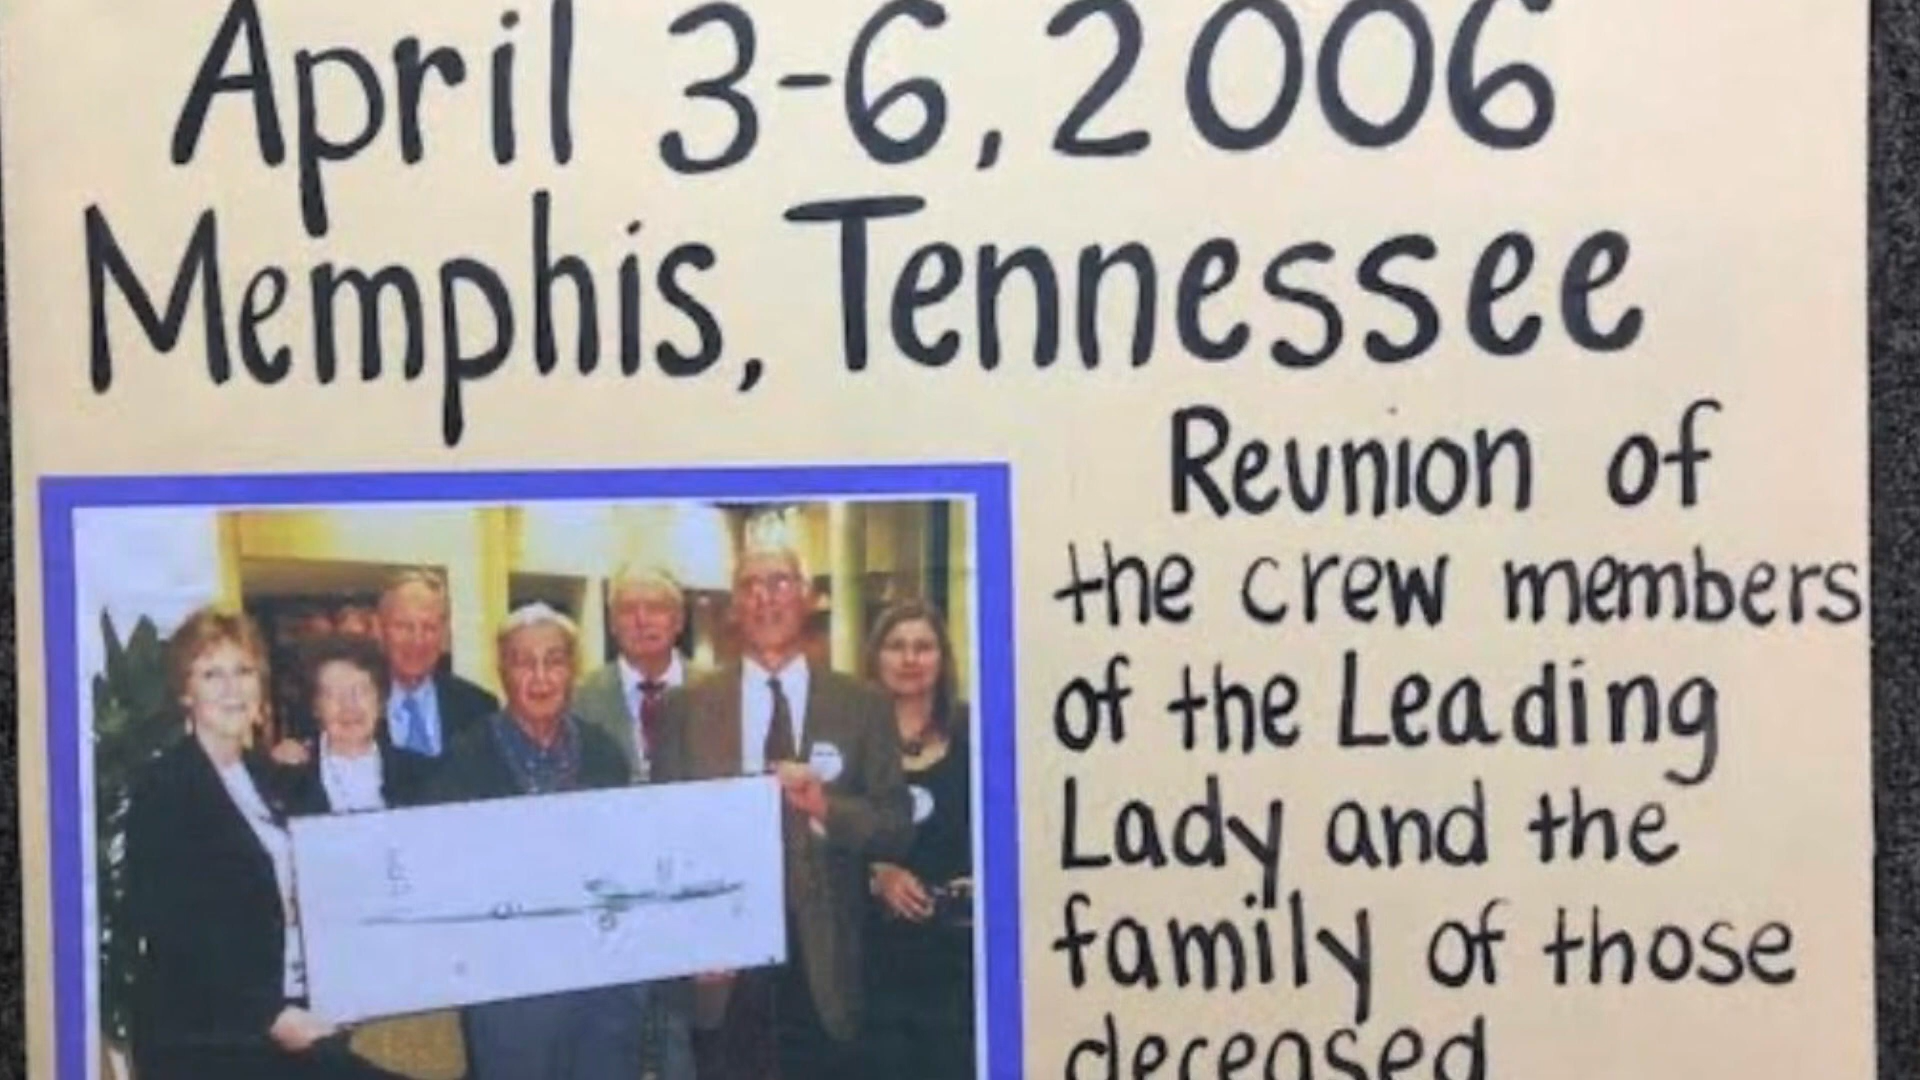 April 3-6, 2006
Memphis, Tennessee
Reunion of
the crew members
of the Leading
Lady and the
family of those
deceased